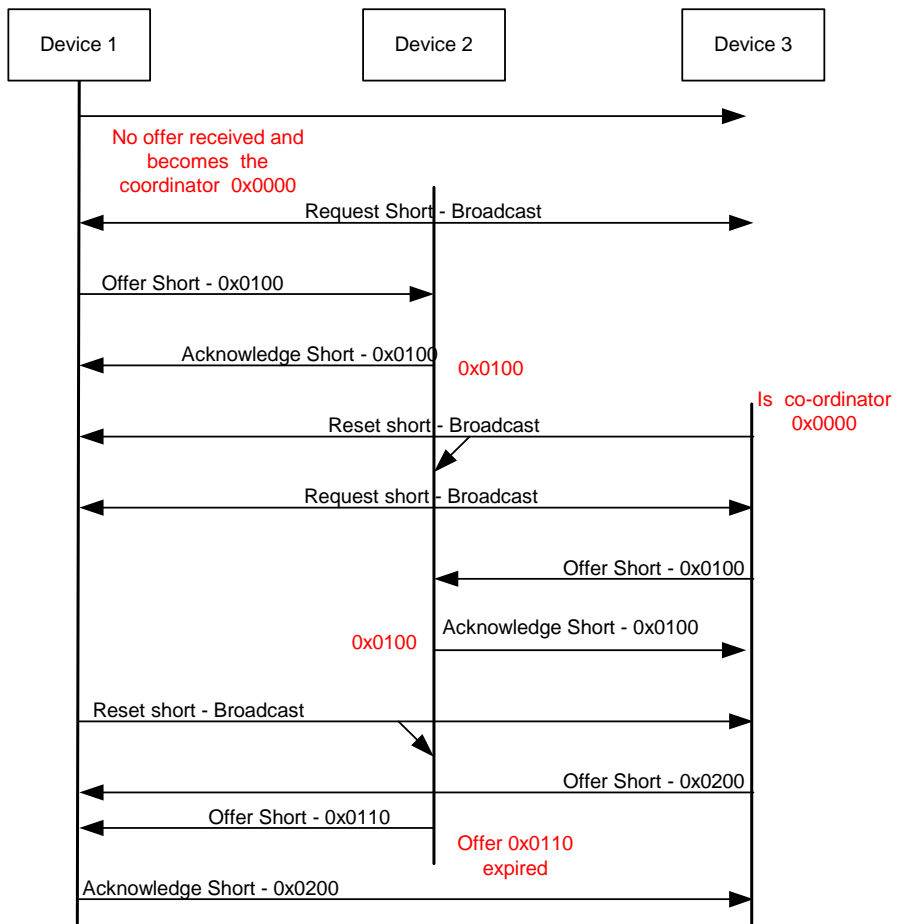 Device 1
Device 2
Device 3
No offer received and
becomes the
coordinator 0x0000
Request Short - Broadcast
Offer Short - 0x0100
Acknowledge Short - 0x0100
0x0100
Is co-ordinator
0x0000
Reset short - Broadcast
Request short - Broadcast
Offer Short - 0x0100
Acknowledge Short - 0x0100
0x0100
Reset short - Broadcast
Offer Short - 0x0200
Offer Short - 0x0110
Offer 0x0110
expired
Acknowledge Short - 0x0200